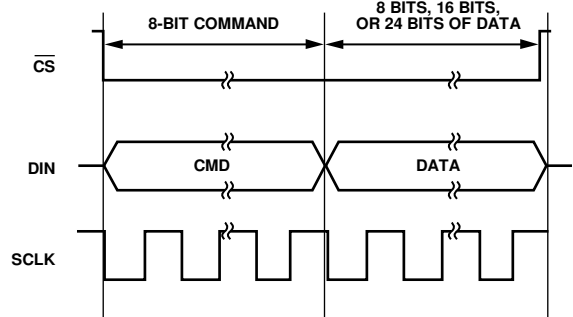 8-BIT COMMAND
8 BITS, 16 BITS,
OR 24 BITS OF DATA
CS
DIN
CMD
DATA
SCLK